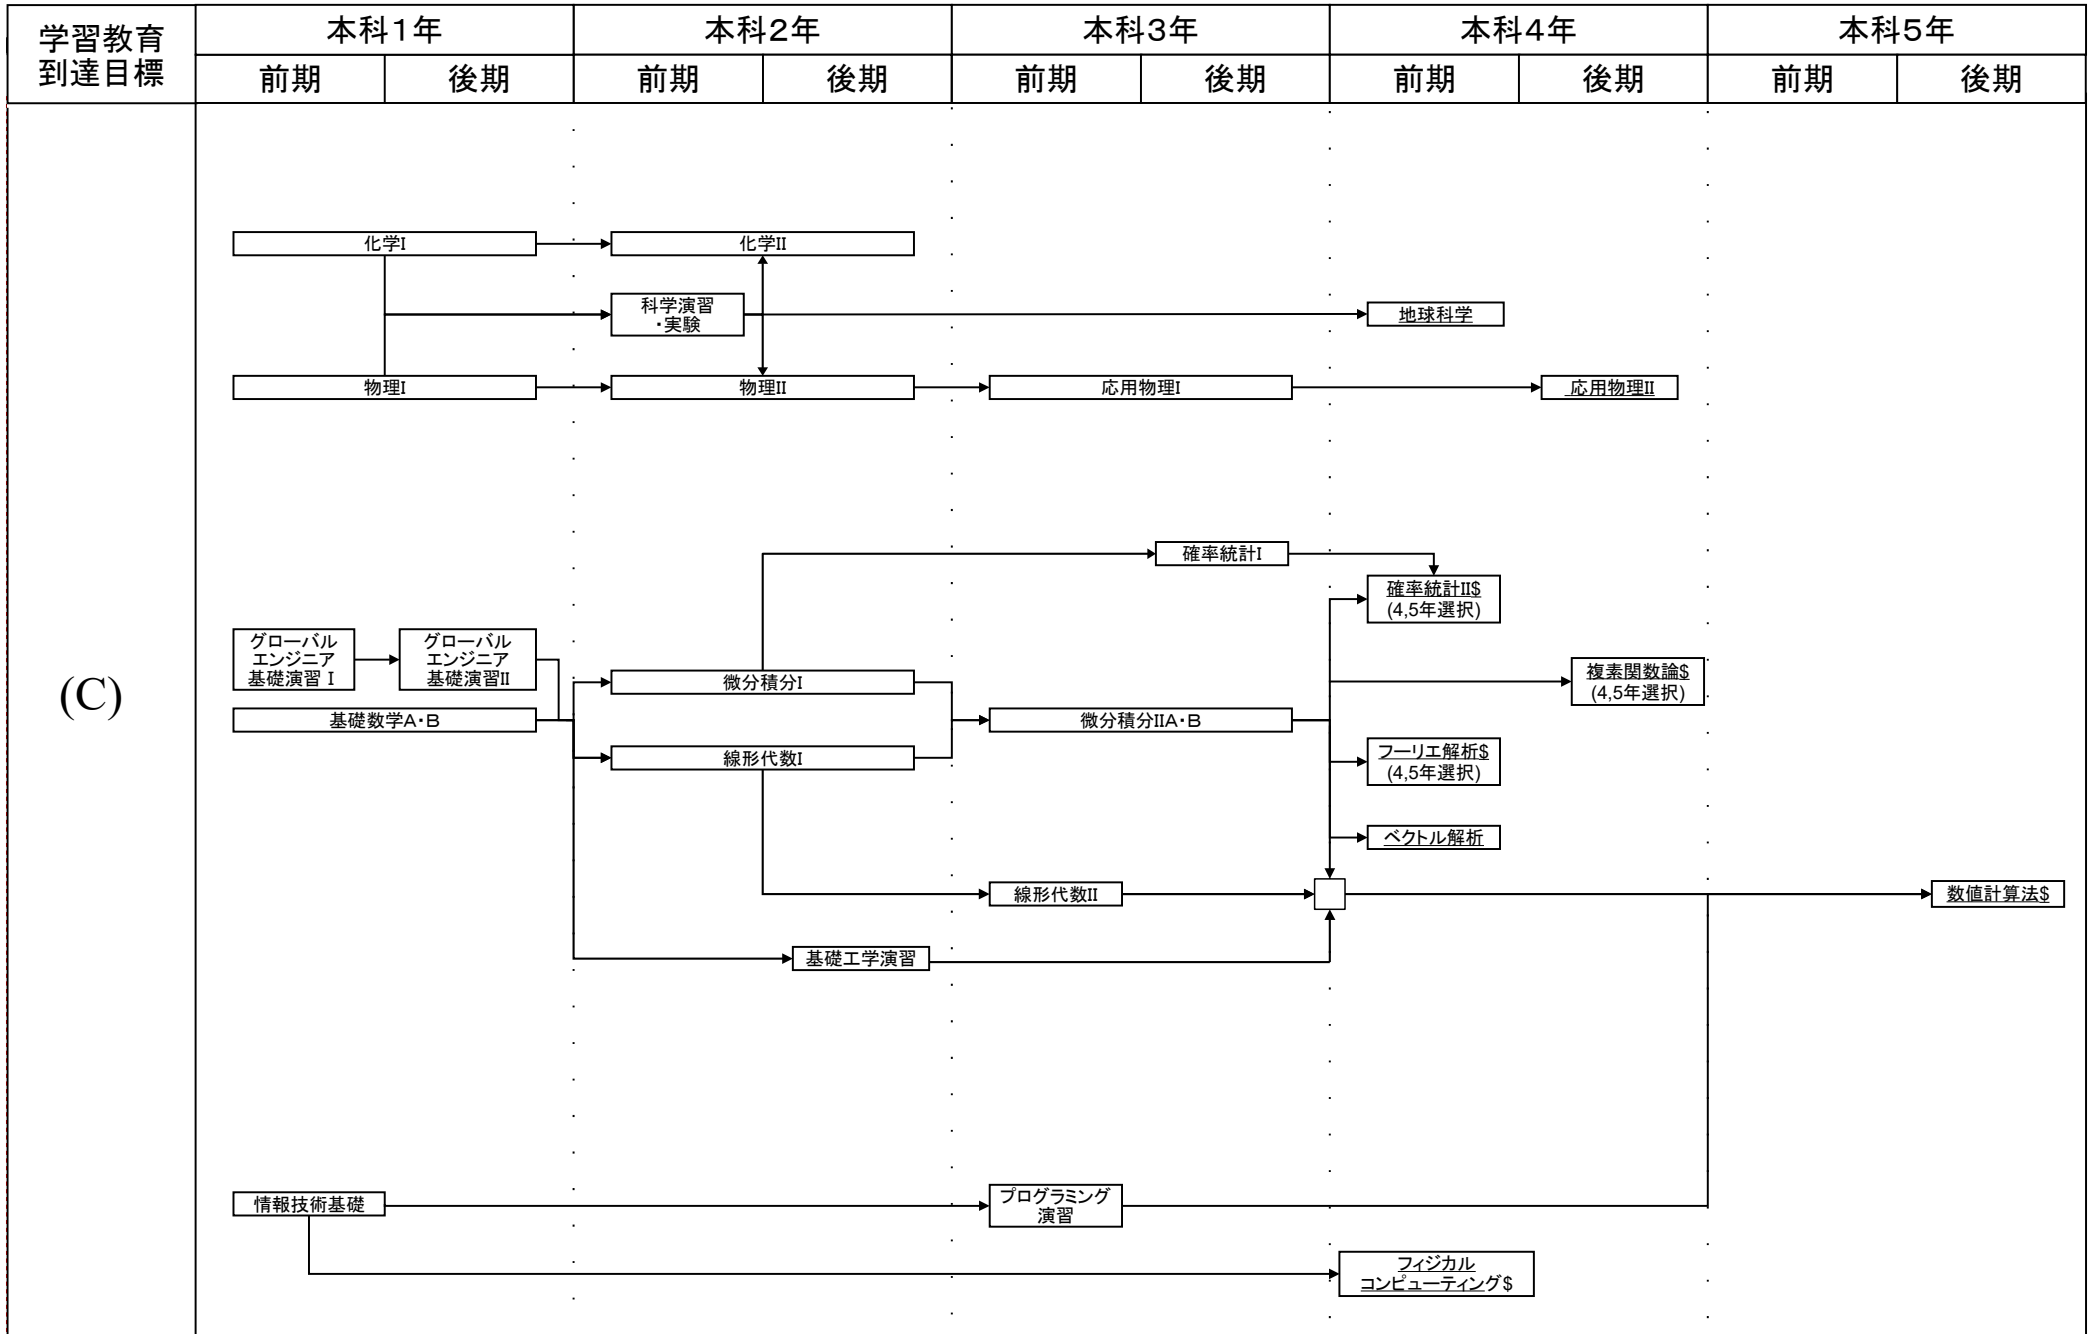 学習教育
到達目標
本科1年
本科2年
本科3年
本科4年
本科5年
前期
後期
前期
後期
前期
後期
前期
後期
前期
後期
(C)
化学I
化学II
科学演習
・実験
地球科学
物理I
物理II
応用物理I
応用物理II
確率統計I
確率統計II$
(4,5年選択)
グローバル
エンジニア
基礎演習 I
グローバル
エンジニア
基礎演習II
微分積分I
複素関数論$
(4,5年選択)
基礎数学A・B
微分積分IIA・B
線形代数I
フーリエ解析$
(4,5年選択)
ベクトル解析
線形代数II
数値計算法$
基礎工学演習
情報技術基礎
プログラミング
演習
フィジカル
コンピューティング$